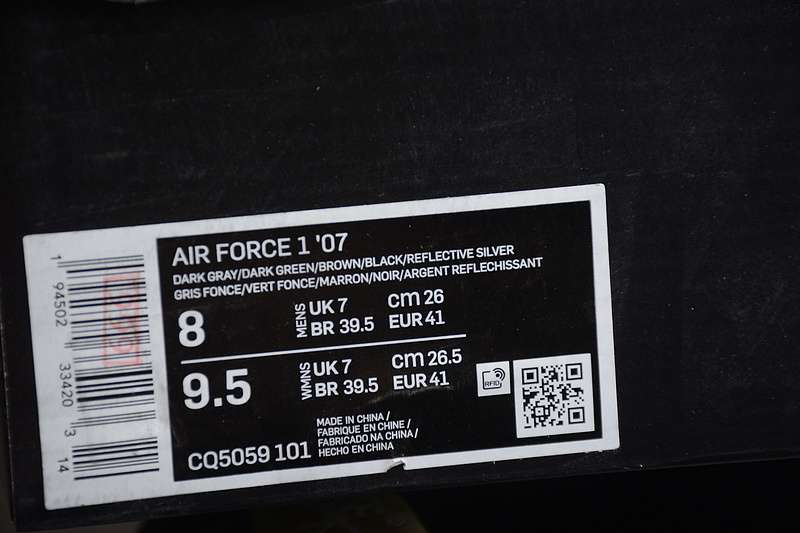 AIR FORCE 1 '07
DARK GRAY/DARK GREEN/BROWN/BLACK/REFLECTIVE SILVER
GRIS FONCE/VERT FONCE/MARRON/NOIR/ARGENT REFLECHISSANT
8 MENS UK 7 cm 26
BR 39.5 EUR 41
9.5 WMNS UK 7 cm 26.5
BR 39.5 EUR 41
RFID
MADE IN CHINA /
FABRIQUE EN CHINE /
FABRICADO NA CHINA /
HECHO EN CHINA
CQ5059 101
1 94502 33420 3 14